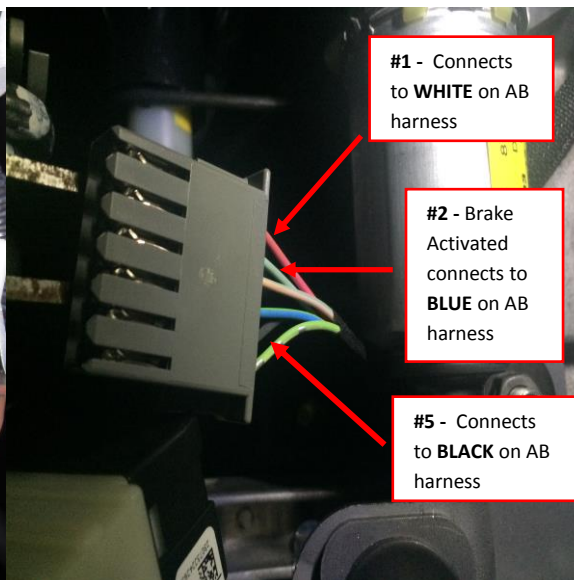 #1 - Connects
to WHITE on AB
harness
#2 - Brake
Activated
connects to
BLUE on AB
harness
#5 - Connects
to BLACK on AB
harness